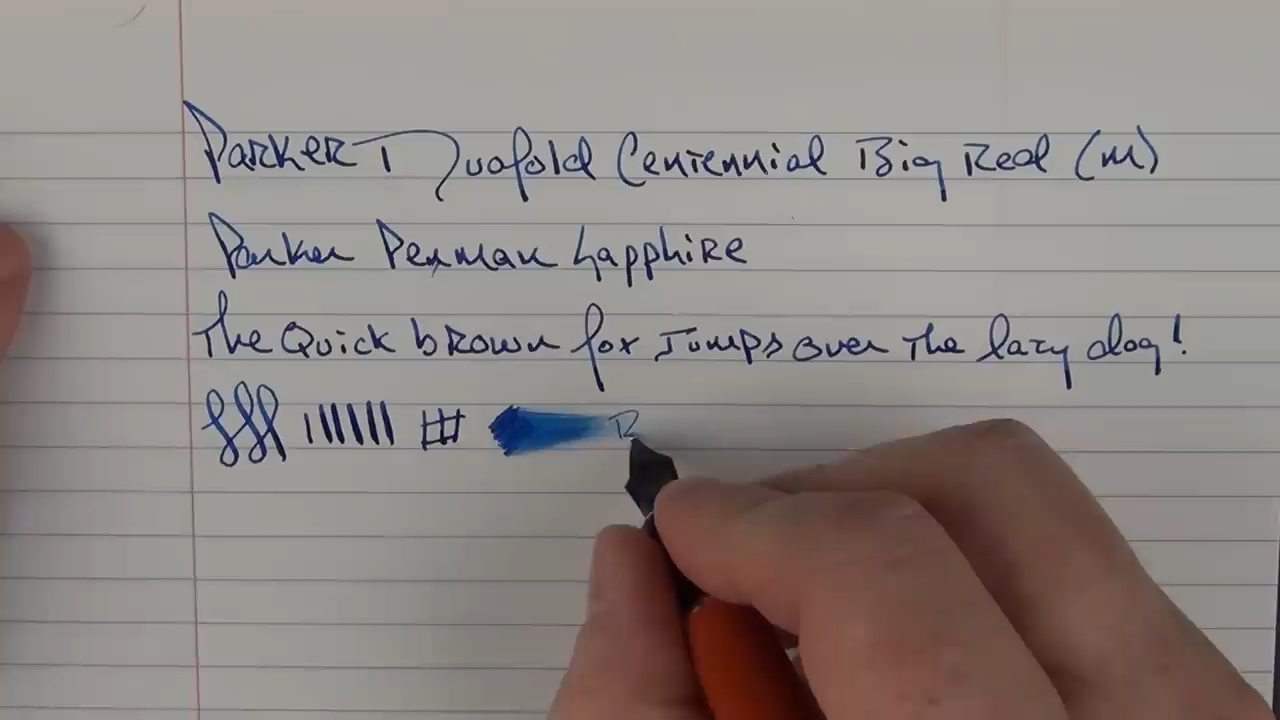 Parker Duofold Centennial Big Red (M)
Parker Penman Sapphire
The Quick brown fox Jumps over The lazy dog!
R